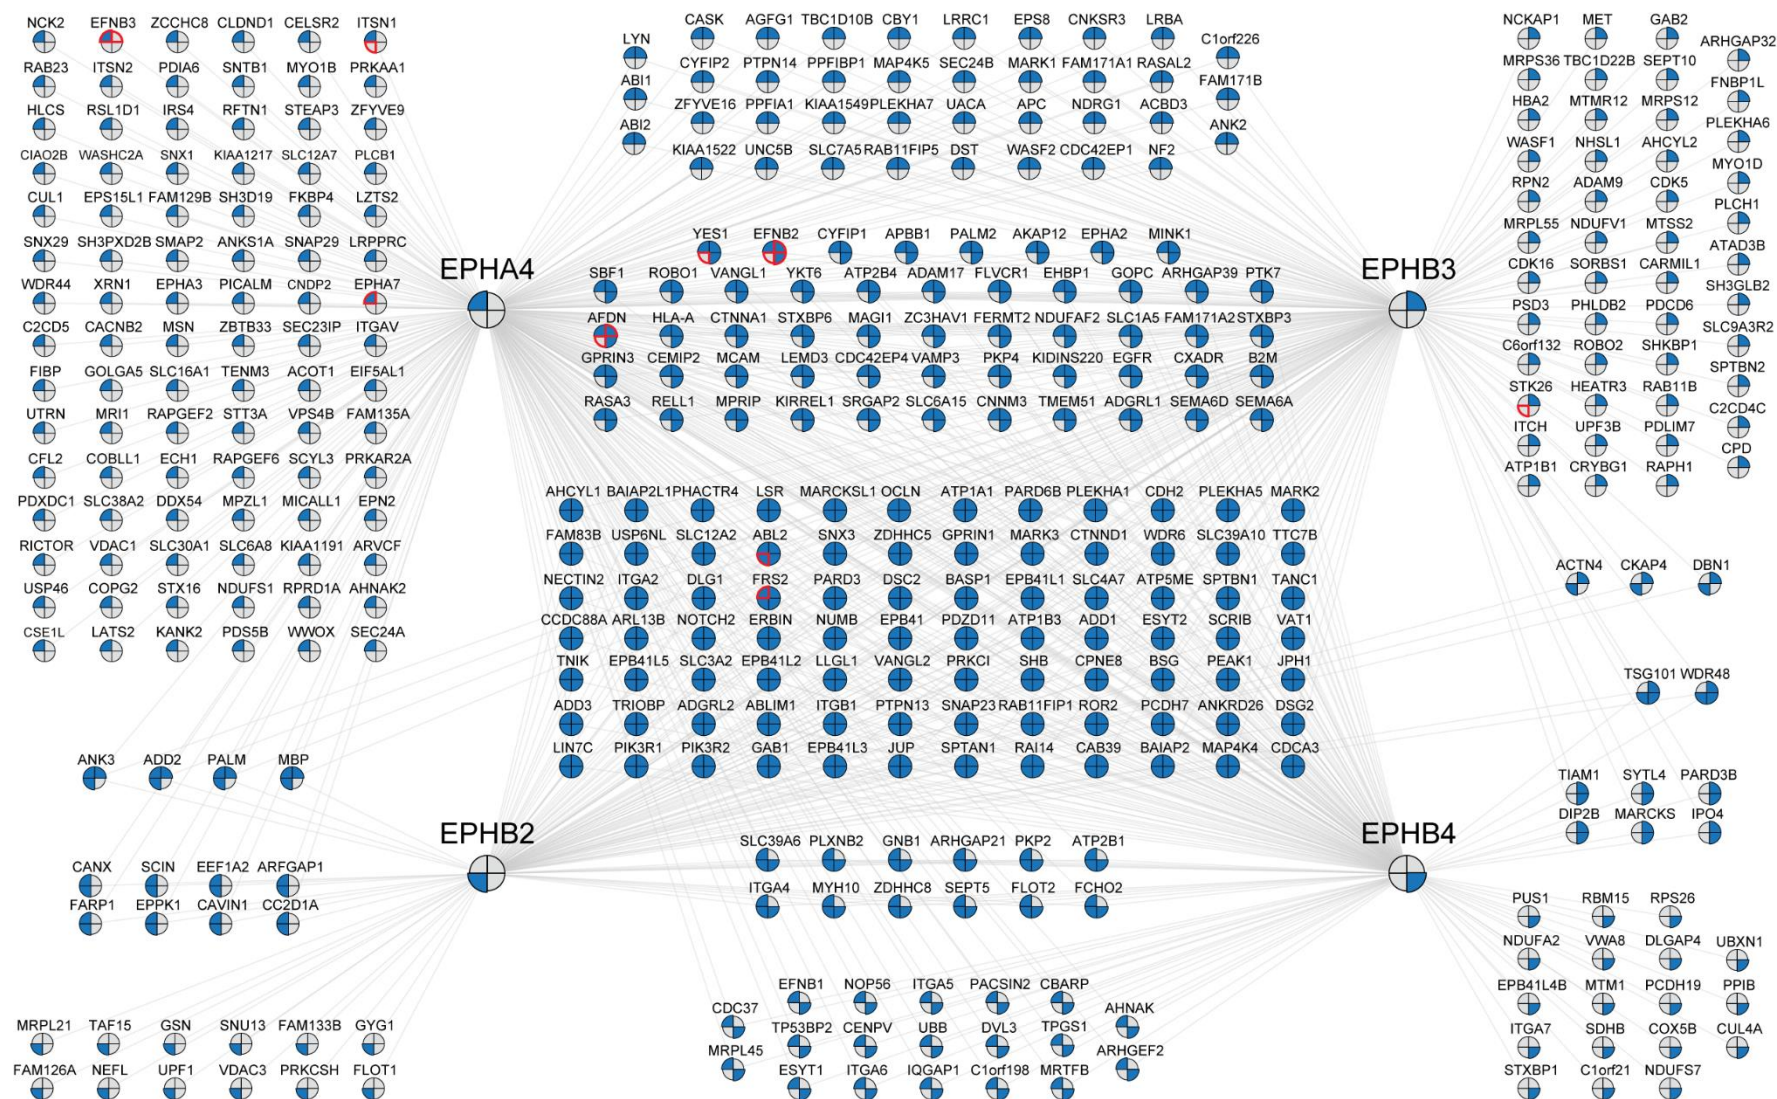 NCK2 EFNB3 ZCCHC8 CLDND1 CELSR2 ITSN1
RAB23 ITSN2 PDIA6 SNTB1 MYO1B PRKAA1
HLCS RSL1D1 IRS4 RFTN1 STEAP3 ZFYVE9
CIAO2B WASHC2A SNX1 KIAA1217 SLC12A7 PLCB1
CUL1 EPS15L1 FAM129B SH3D19 FKBP4 LZTS2
SNX29 SH3PXD2B SMAP2 ANKS1A SNAP29 LRPPRC
WDR44 XRN1 EPHA3 PICALM CNDP2 EPHA7
C2CD5 CACNB2 MSN ZBTB33 SEC23IP ITGAV
FIBP GOLGA5 SLC16A1 TENM3 ACOT1 EIF5AL1
UTRN MRI1 RAPGEF2 STT3A VPS4B FAM135A
CFL2 COBLL1 ECH1 RAPGEF6 SCYL3 PRKAR2A
PDXDC1 SLC38A2 DDX54 MPZL1 MICALL1 EPN2
RICTOR VDAC1 SLC30A1 SLC6A8 KIAA1191 ARVCF
USP46 COPG2 STX16 NDUFS1 RPRD1A AHNAK2
CSE1L LATS2 KANK2 PDS5B WWOX SEC24A
LYN
ABI1
ABI2
CASK AGFG1 TBC1D10B CBY1 LRRC1 EPS8 CNKSR3 LRBA
CYFIP2 PTPN14 PPFIBP1 MAP4K5 SEC24B MARK1 FAM171A1 RASAL2
ZFYVE16 PPFIA1 KIAA1549 PLEKHA7 UACA APC NDRG1 ACBD3
KIAA1522 UNC5B SLC7A5 RAB11FIP5 DST WASF2 CDC42EP1 NF2
C1orf226
FAM171B
ANK2
NCKAP1 MET GAB2
MRPS36 TBC1D22B SEPT10
HBA2 MTMR12 MRPS12
WASF1 NHSL1 AHCYL2
RPN2 ADAM9 CDK5
MRPL55 NDUFV1 MTSS2
CDK16 SORBS1 CARMIL1
PSD3 PHLDB2 PDCD6
C6orf132 ROBO2 SHKBP1
STK26 HEATR3 RAB11B
ITCH UPF3B PDLIM7
ATP1B1 CRYBG1 RAPH1
ARHGAP32
FNBP1L
PLEKHA6
MYO1D
PLCH1
ATAD3B
SH3GLB2
SLC9A3R2
SPTBN2
C2CD4C
CPD
EPHA4
EPHB3
YES1 EFNB2 CYFIP1 APBB1 PALM2 AKAP12 EPHA2 MINK1
SBF1 ROBO1 VANGL1 YKT6 ATP2B4 ADAM17 FLVCR1 EHBP1 GOPC ARHGAP39 PTK7
AFDN HLA-A CTNNA1 STXBP6 MAGI1 ZC3HAV1 FERMT2 NDUFAF2 SLC1A5 FAM171A2 STXBP3
GPRIN3 CEMIP2 MCAM LEMD3 CDC42EP4 VAMP3 PKP4 KIDINS220 EGFR CXADR B2M
RASA3 RELL1 MPRIP KIRREL1 SRGAP2 SLC6A15 CNNM3 TMEM51 ADGRL1 SEMA6D SEMA6A
AHCYL1 BAIAP2L1 PHACTR4 LSR MARCKSL1 OCLN ATP1A1 PARD6B PLEKHA1 CDH2 PLEKHA5 MARK2
FAM83B USP6NL SLC12A2 ABL2 SNX3 ZDHHC5 GPRIN1 MARK3 CTNND1 WDR6 SLC39A10 TTC7B
NECTIN2 ITGA2 DLG1 FRS2 PARD3 DSC2 BASP1 EPB41L1 SLC4A7 ATP5ME SPTBN1 TANC1
CCDC88A ARL13B NOTCH2 ERBIN NUMB EPB41 PDZD11 ATP1B3 ADD1 ESYT2 SCRIB VAT1
TNIK EPB41L5 SLC3A2 EPB41L2 LLGL1 VANGL2 PRKCI SHB CPNE8 BSG PEAK1 JPH1
ADD3 TRIOBP ADGRL2 ABLIM1 ITGB1 PTPN13 SNAP23 RAB11FIP1 ROR2 PCDH7 ANKRD26 DSG2
LIN7C PIK3R1 PIK3R2 GAB1 EPB41L3 JUP SPTAN1 RAI14 CAB39 BAIAP2 MAP4K4 CDCA3
ACTN4 CKAP4 DBN1
TSG101 WDR48
ANK3 ADD2 PALM MBP
TIAM1 SYTL4 PARD3B
DIP2B MARCKS IPO4
EPHB2
EPHB4
CANX SCIN EEF1A2 ARFGAP1
FARP1 EPPK1 CAVIN1 CC2D1A
SLC39A6 PLXNB2 GNB1 ARHGAP21 PKP2 ATP2B1
ITGA4 MYH10 ZDHHC8 SEPT5 FLOT2 FCHO2
PUS1 RBM15 RPS26
NDUFA2 VWA8 DLGAP4 UBXN1
EPB41L4B MTM1 PCDH19 PPIB
ITGA7 SDHB COX5B CUL4A
STXBP1 C1orf21 NDUFS7
MRPL21 TAF15 GSN SNU13 FAM133B GYG1
FAM126A NEFL UPF1 VDAC3 PRKCSH FLOT1
CDC37
MRPL45
EFNB1 NOP56 ITGA5 PACSIN2 CBARP
TP53BP2 CENPV UBB DVL3 TPGS1
ESYT1 ITGA6 IQGAP1 C1orf198 MRTFB
AHNAK
ARHGEF2